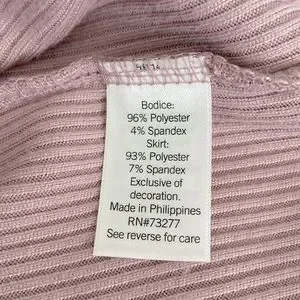 Bodice:
96% Polyester
4% Spandex
Skirt:
93% Polyester
7% Spandex
Exclusive of
decoration.
Made in Philippines
RN#73277
See reverse for care